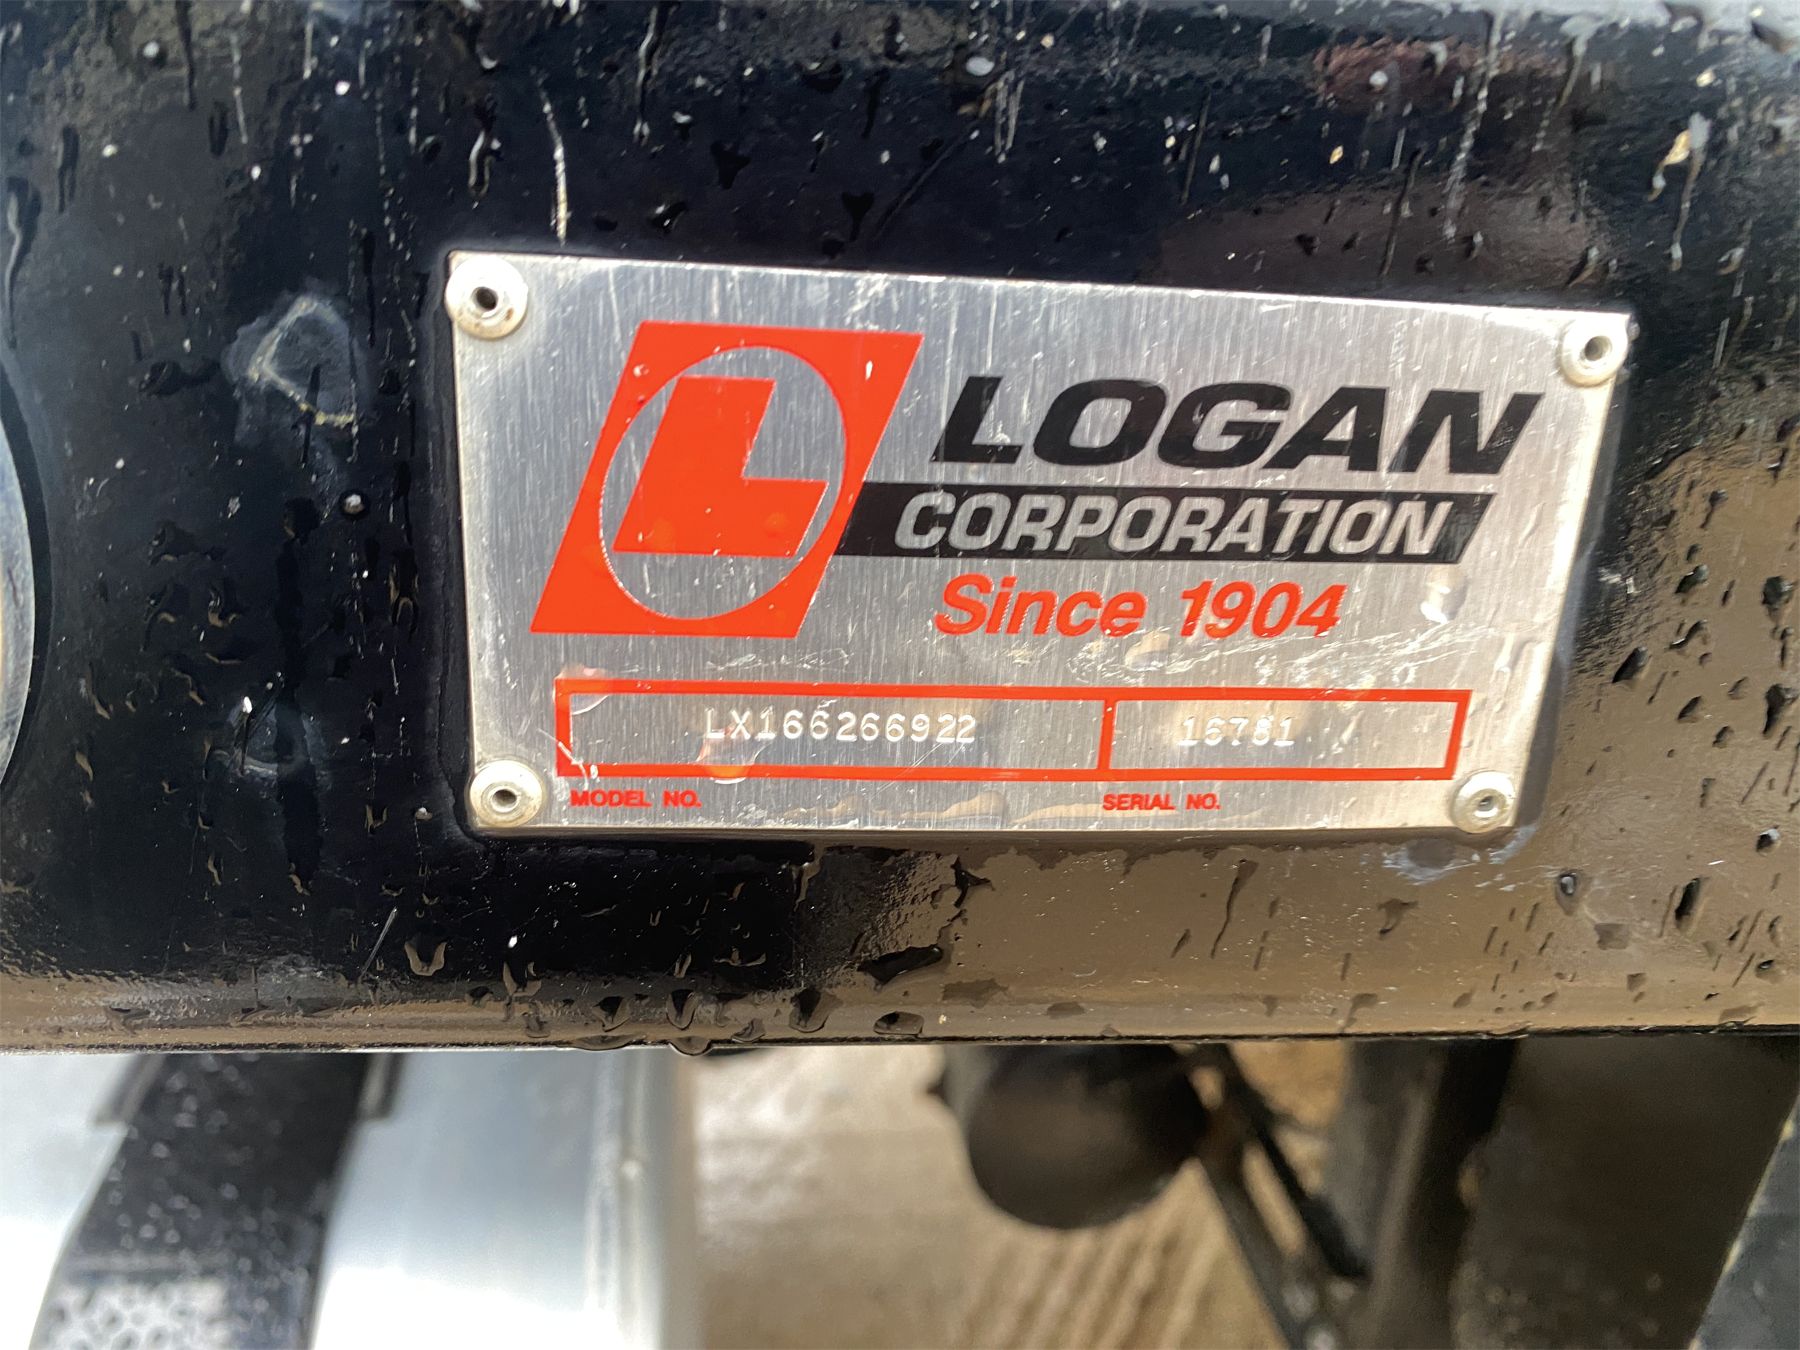 LOGAN
CORPORATION
Since 1904
LX166266922 16781
MODEL NO. SERIAL NO.